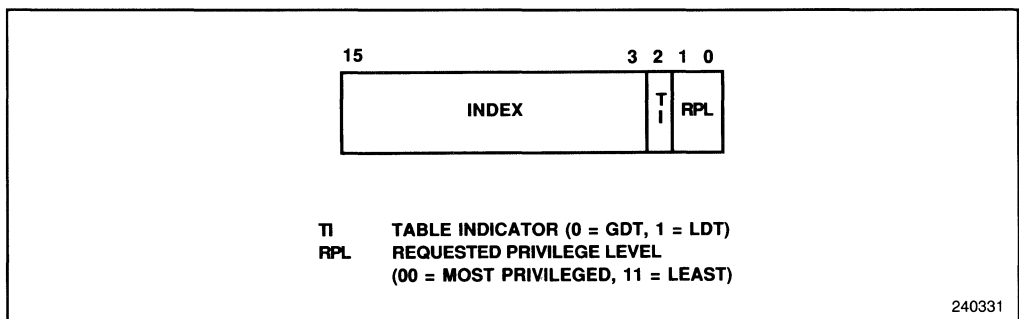 15 3 2 1 0
INDEX T I RPL
TI TABLE INDICATOR (0 = GDT, 1 = LDT)
RPL REQUESTED PRIVILEGE LEVEL
(00 = MOST PRIVILEGED, 11 = LEAST)
240331